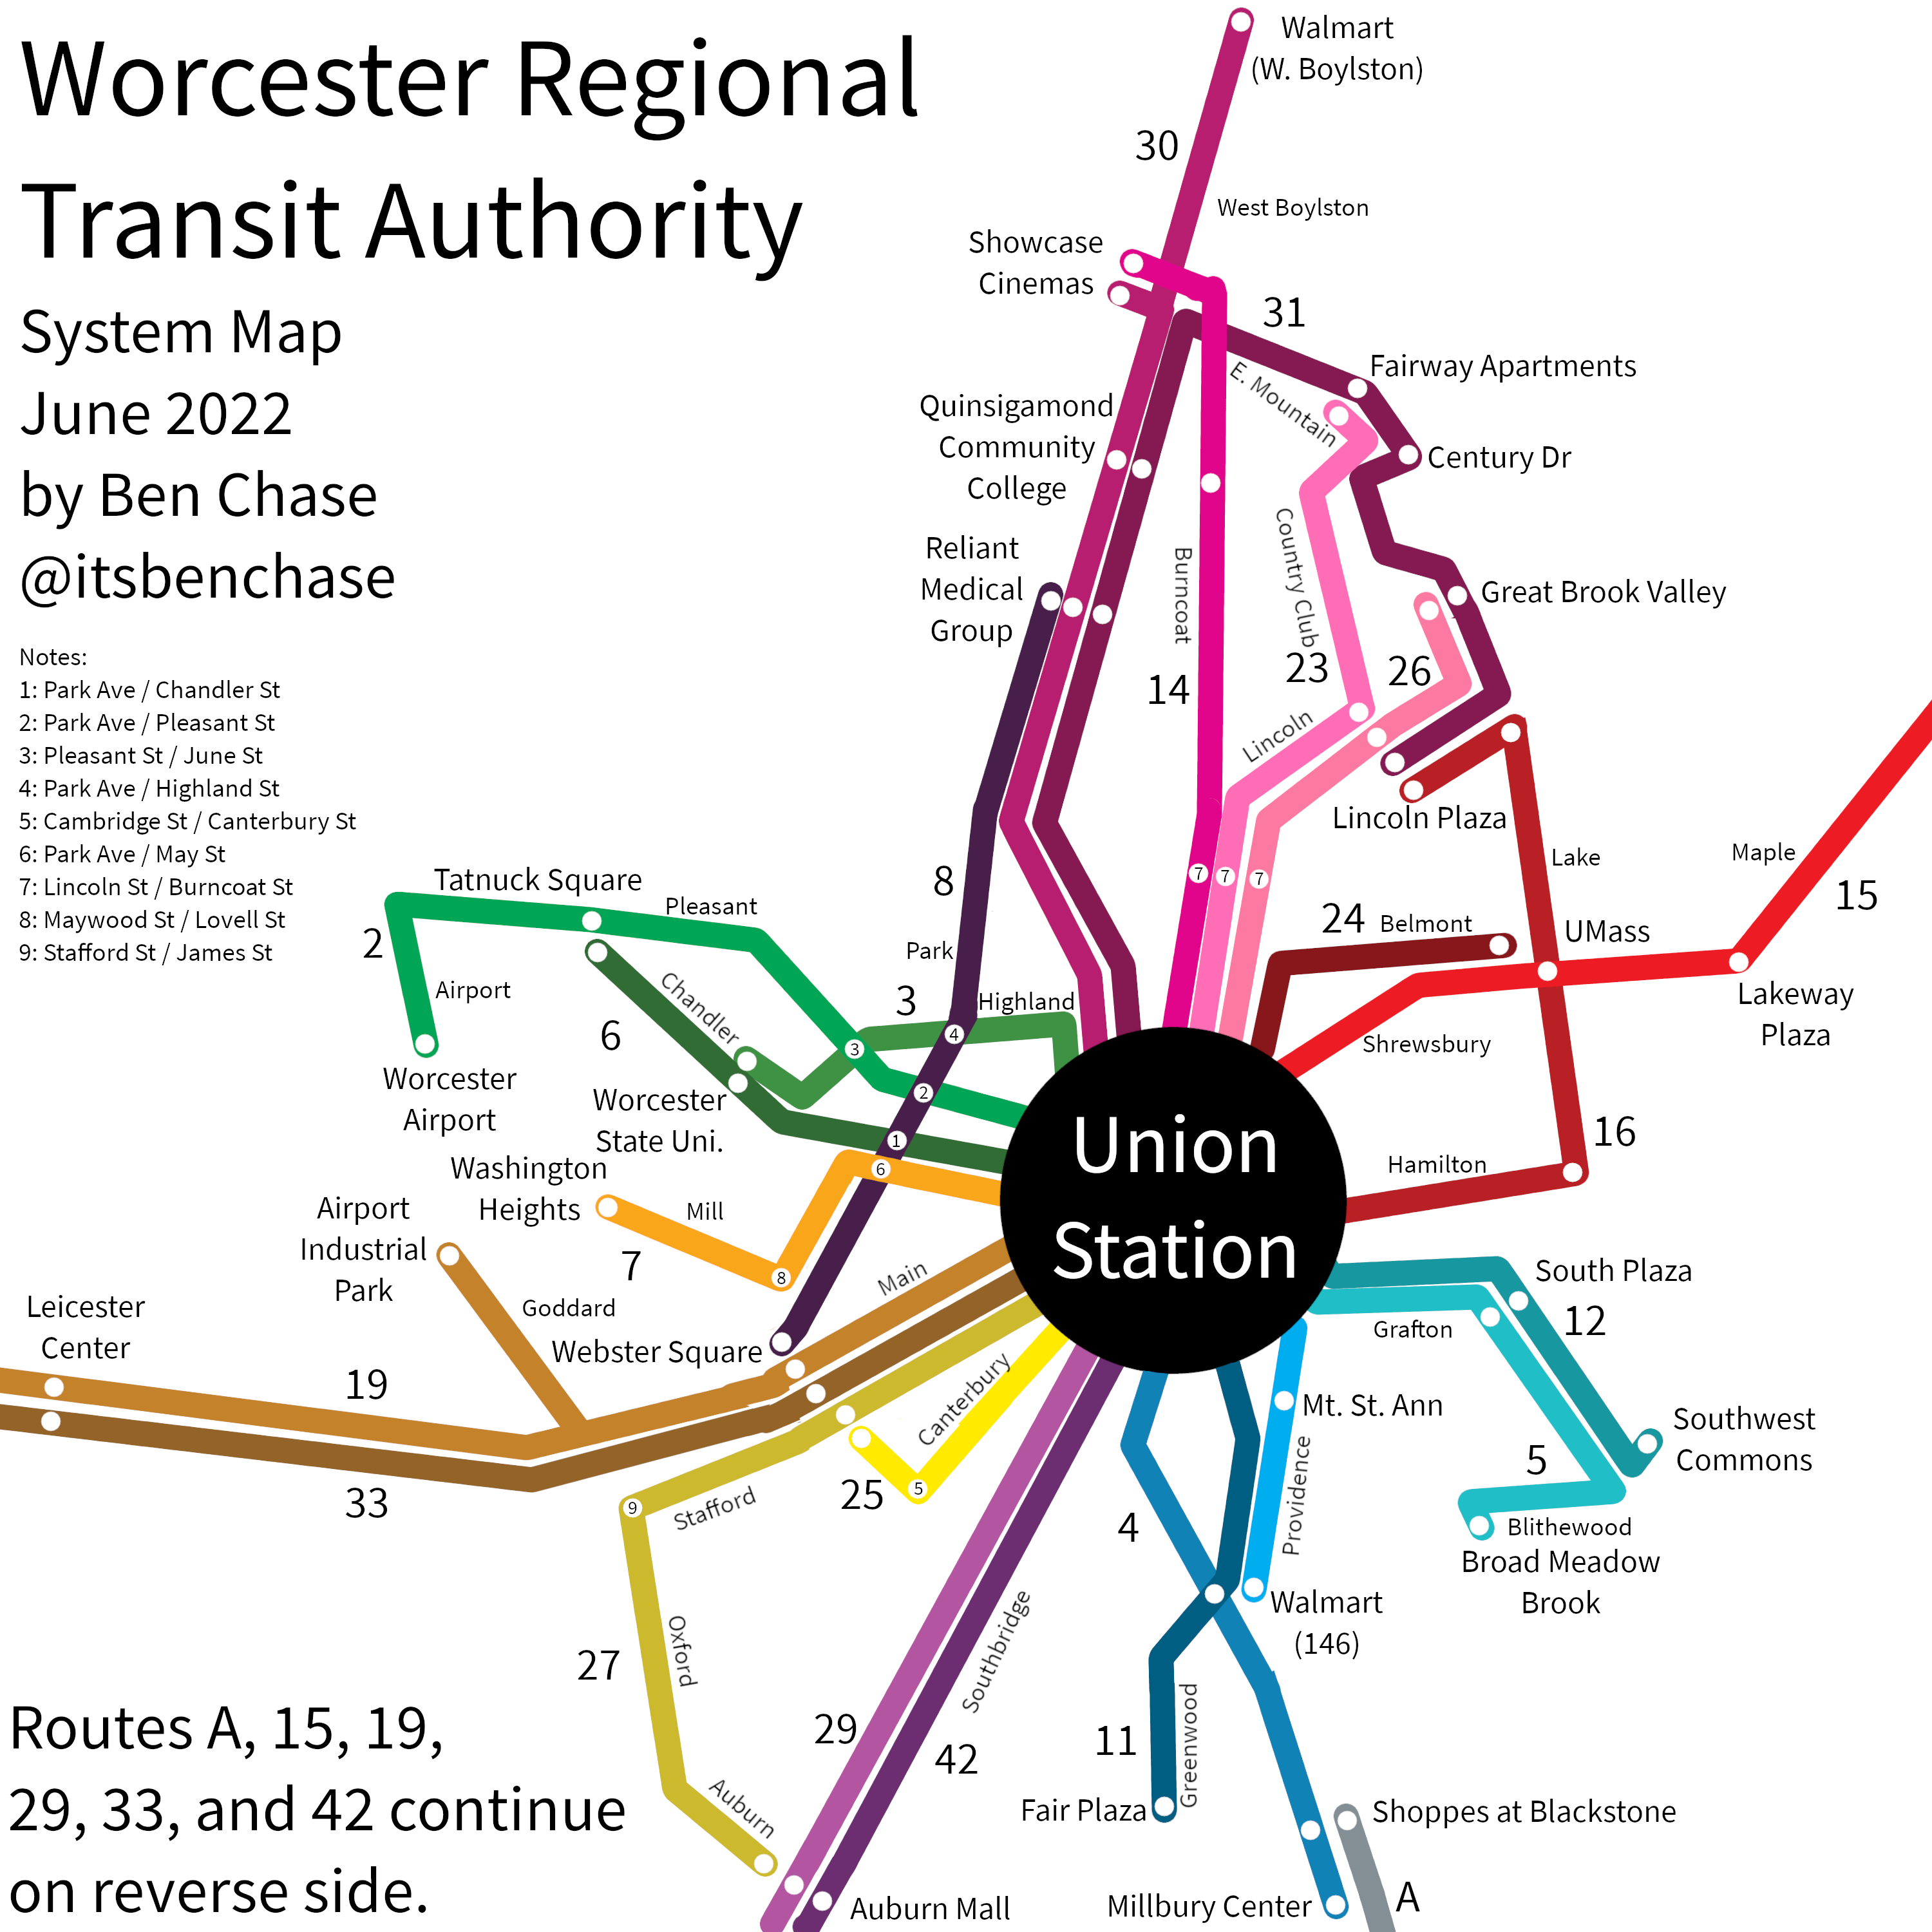 Worcester Regional
Transit Authority
System Map
June 2022
by Ben Chase
@itsbenchase
Notes:
1: Park Ave / Chandler St
2: Park Ave / Pleasant St
3: Pleasant St / June St
4: Park Ave / Highland St
5: Cambridge St / Canterbury St
6: Park Ave / May St
7: Lincoln St / Burncoat St
8: Maywood St / Lovell St
9: Stafford St / James St
Walmart
(W. Boylston)
30
West Boylston
Showcase
Cinemas
31
Fairway Apartments
E. Mountain
Quinsigamond
Community
College
Century Dr
Reliant
Medical
Group
Burncoat
Country Club
Great Brook Valley
23
26
14
Lincoln
Lincoln Plaza
Lake
Maple
15
8
7
7
7
24
Belmont
UMass
Lakeway
Plaza
Shrewsbury
Tatnuck Square
Pleasant
2
Airport
Park
3
Highland
Chandler
6
4
3
2
1
6
Worcester
Airport
Worcester
State Uni.
Union
Station
16
Hamilton
Washington
Heights
Mill
7
8
Airport
Industrial
Park
Goddard
Main
Webster Square
Leicester
Center
19
33
Canterbury
25
5
9
Stafford
South Plaza
12
Grafton
Mt. St. Ann
Southwest
Commons
5
Providence
4
Blithewood
Broad Meadow
Brook
Walmart
(146)
27
Oxford
Southbridge
29
42
11
Greenwood
Auburn
Fair Plaza
Shoppes at Blackstone
Auburn Mall
Millbury Center
A
Routes A, 15, 19,
29, 33, and 42 continue
on reverse side.